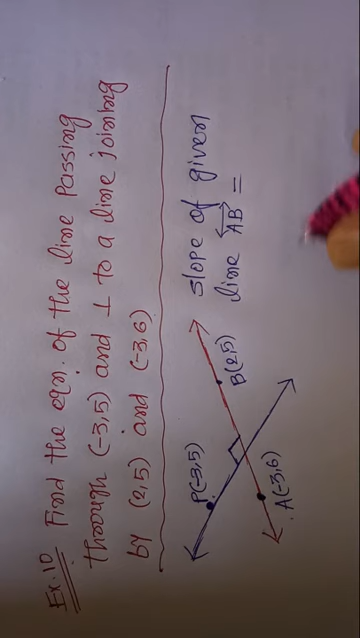 Ex.10 Find the eqn. of the line passing
through (-3,5) and ⊥ to a line joining
by (2,5) and (-3,6)
P(-3,5)
B(2,5)
A(-3,6)
slope of given
line AB =